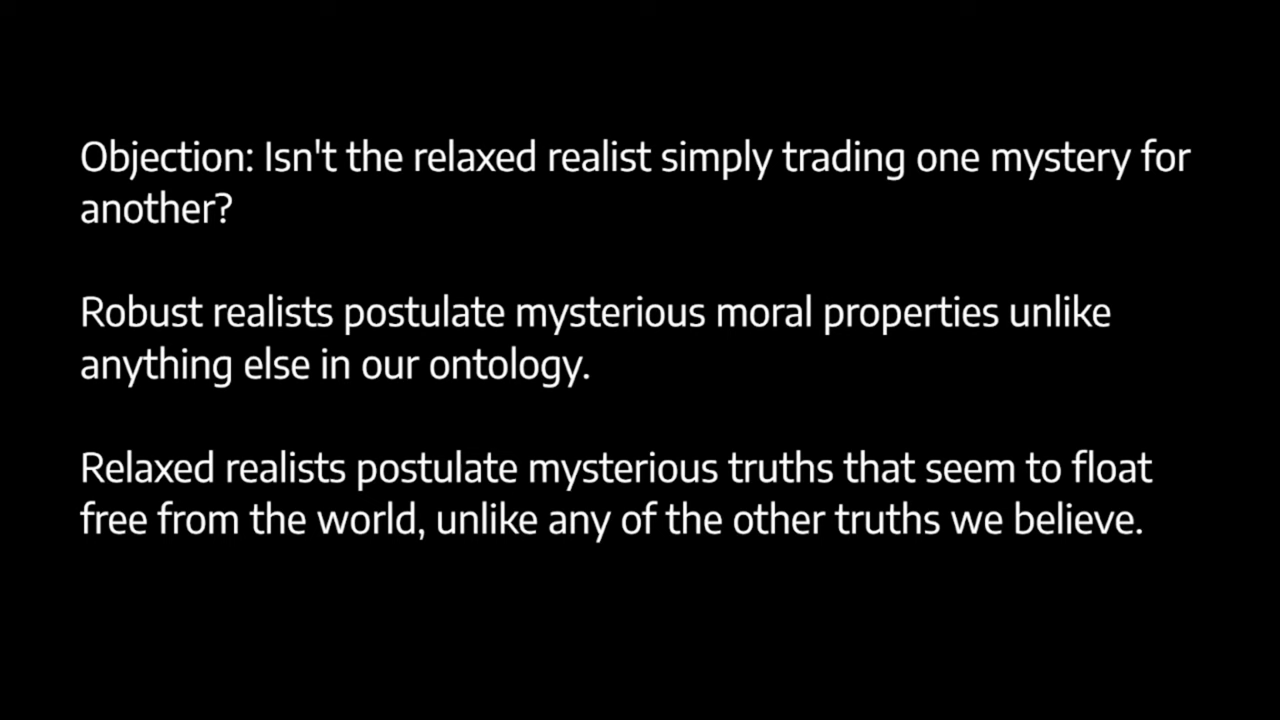 Objection: Isn't the relaxed realist simply trading one mystery for
another?
Robust realists postulate mysterious moral properties unlike
anything else in our ontology.
Relaxed realists postulate mysterious truths that seem to float
free from the world, unlike any of the other truths we believe.